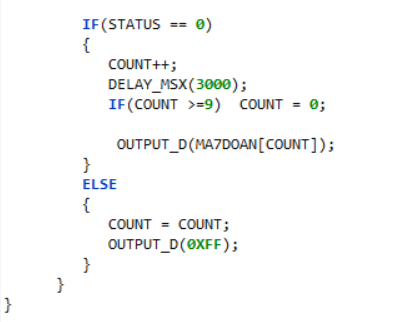 IF(STATUS == 0)
{
COUNT++;
DELAY_MSX(3000);
IF(COUNT >=9)  COUNT = 0;
OUTPUT_D(MA7DOAN[COUNT]);
}
ELSE
{
COUNT = COUNT;
OUTPUT_D(0XFF);
}
}
}